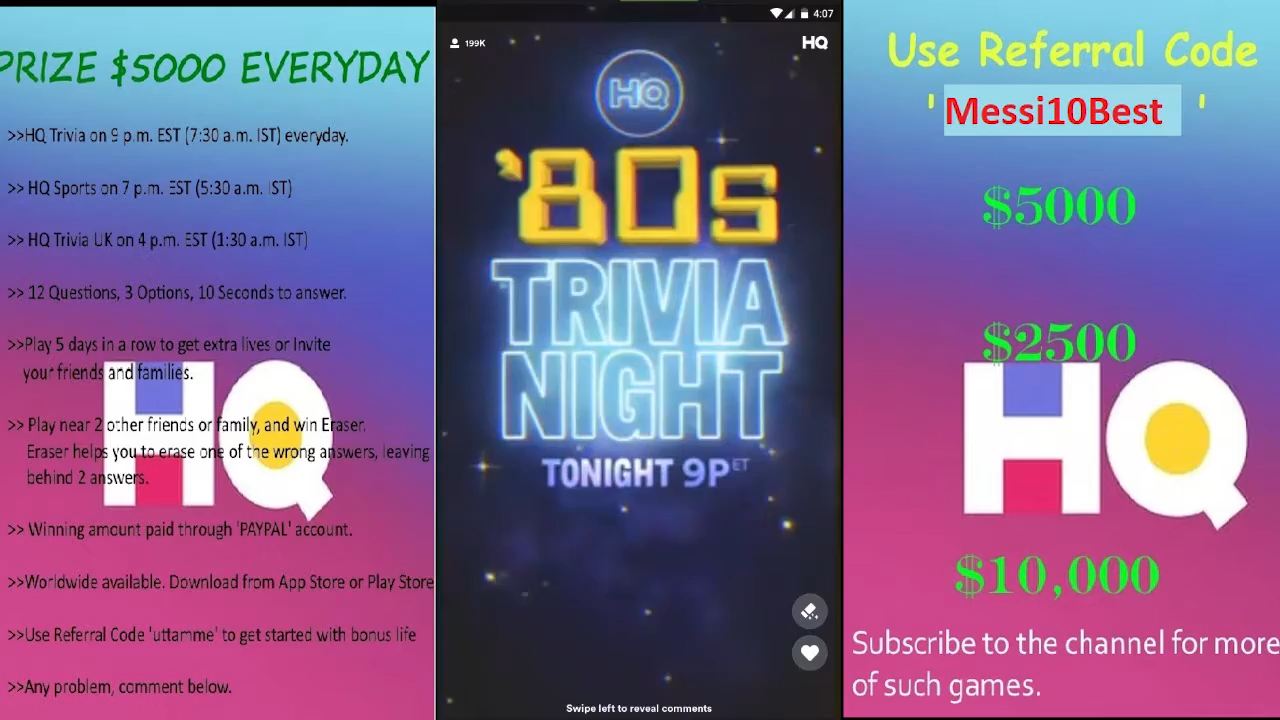 PRIZE $5000 EVERYDAY
>>HQ Trivia on 9 p.m. EST (7:30 a.m. IST) everyday.
>> HQ Sports on 7 p.m. EST (5:30 a.m. IST)
>> HQ Trivia UK on 4 p.m. EST (1:30 a.m. IST)
>> 12 Questions, 3 Options, 10 Seconds to answer.
>>Play 5 days in a row to get extra lives or Invite
your friends and families.
>> Play near 2 other friends or family, and win Eraser.
Eraser helps you to erase one of the wrong answers, leaving
behind 2 answers.
>> Winning amount paid through 'PAYPAL' account.
>>Worldwide available. Download from App Store or Play Store
>>Use Referral Code 'uttamme' to get started with bonus life
>>Any problem, comment below.
HQ
4:07
199K
HQ
HQ
'80s
TRIVIA
NIGHT
TONIGHT 9P ET
Swipe left to reveal comments
Use Referral Code
' Messi10Best '
$5000
$2500
HQ
$10,000
Subscribe to the channel for more
of such games.